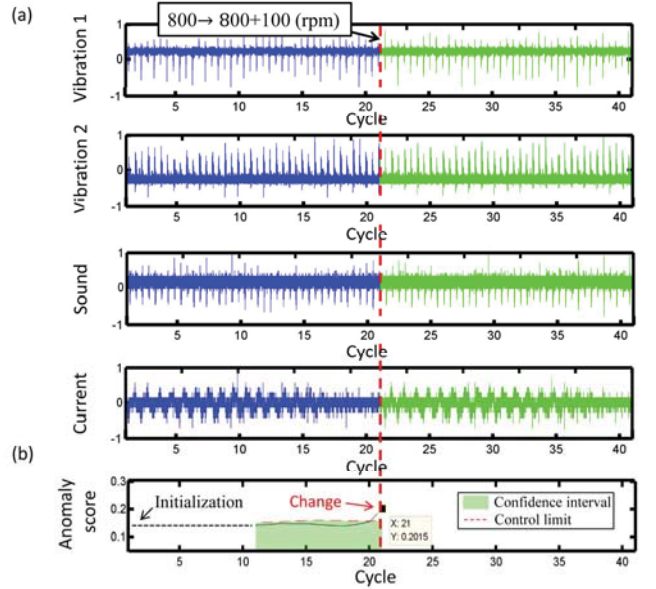 (a)
800→ 800+100 (rpm)
Vibration 1
1
0
-1
5 10 15 20 25 30 35 40
Cycle
Vibration 2
1
0
-1
5 10 15 20 25 30 35 40
Cycle
Sound
1
0
-1
5 10 15 20 25 30 35 40
Cycle
Current
1
0
-1
5 10 15 20 25 30 35 40
Cycle
(b)
Anomaly
score
0.3
0.2
0.1
Initialization
Change
X: 21
Y: 0.2015
Confidence interval
Control limit
5 10 15 20 25 30 35 40
Cycle